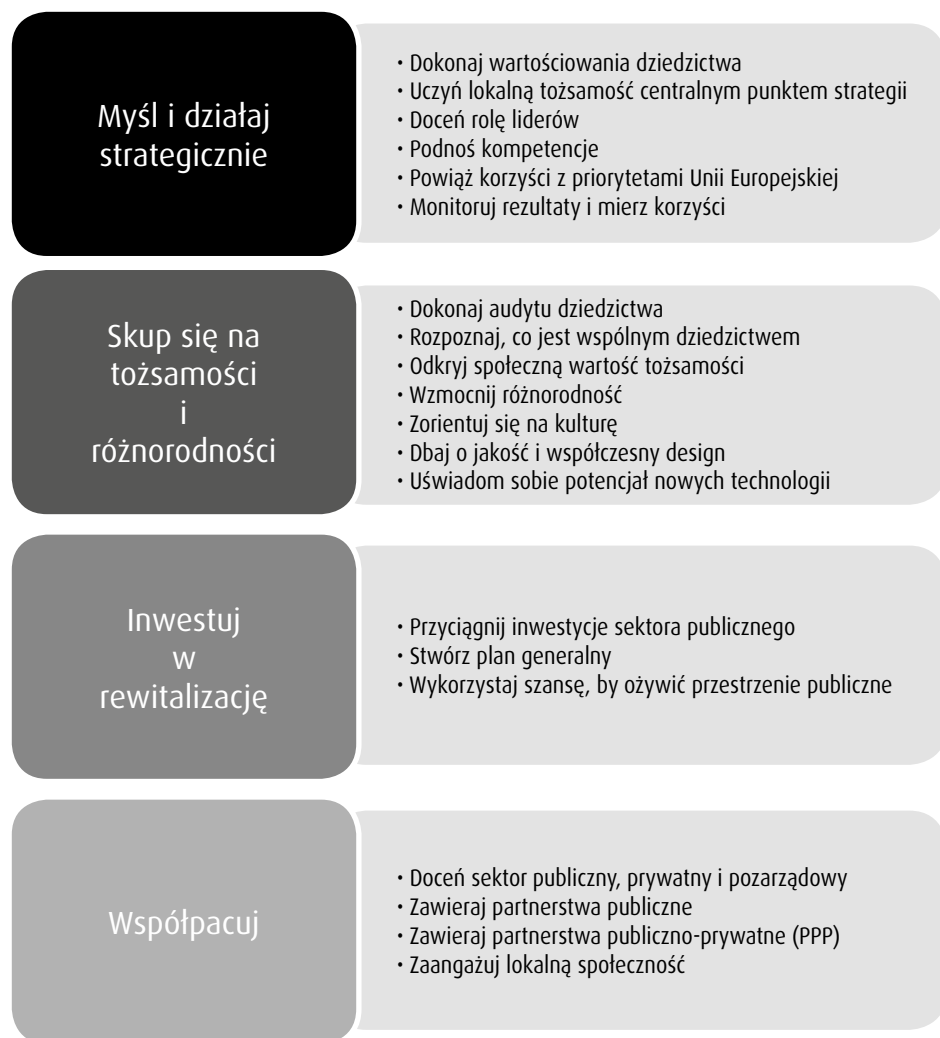 Myśl i działaj
strategicznie
• Dokonaj wartościowania dziedzictwa
• Uczyń lokalną tożsamość centralnym punktem strategii
• Doceń rolę liderów
• Podnoś kompetencje
• Powiąż korzyści z priorytetami Unii Europejskiej
• Monitoruj rezultaty i mierz korzyści
Skup się na
tożsamości
i
różnorodności
• Dokonaj audytu dziedzictwa
• Rozpoznaj, co jest wspólnym dziedzictwem
• Odkryj społeczną wartość tożsamości
• Wzmocnij różnorodność
• Zorientuj się na kulturę
• Dbaj o jakość i współczesny design
• Uświadom sobie potencjał nowych technologii
Inwestuj
w
rewitalizację
• Przyciągnij inwestycje sektora publicznego
• Stwórz plan generalny
• Wykorzystaj szansę, by ożywić przestrzenie publiczne
Współpacuj
• Doceń sektor publiczny, prywatny i pozarządowy
• Zawieraj partnerstwa publiczne
• Zawieraj partnerstwa publiczno-prywatne (PPP)
• Zaangażuj lokalną społeczność